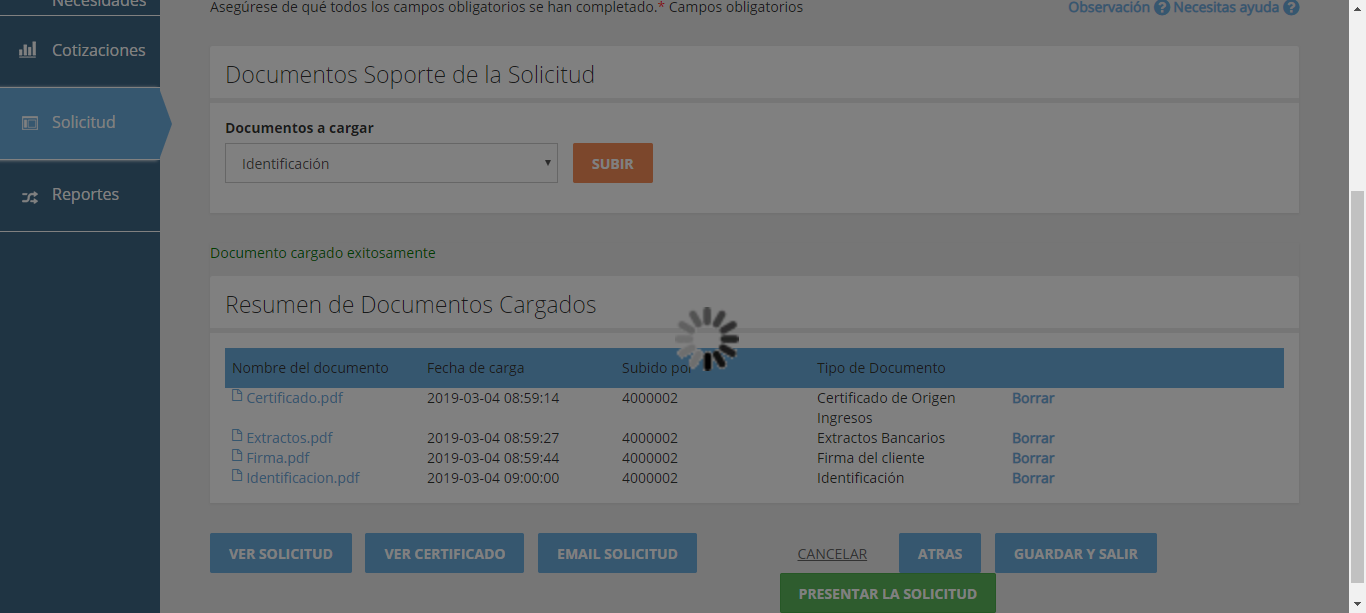 Necesidades
Cotizaciones
Solicitud
Reportes
Asegúrese de qué todos los campos obligatorios se han completado.* Campos obligatorios
Observación ? Necesitas ayuda ?
Documentos Soporte de la Solicitud
Documentos a cargar
Identificación
SUBIR
Documento cargado exitosamente
Resumen de Documentos Cargados
Nombre del documento Fecha de carga Subido por Tipo de Documento
Certificado.pdf 2019-03-04 08:59:14 4000002 Certificado de Origen Borrar
Ingresos
Extractos.pdf 2019-03-04 08:59:27 4000002 Extractos Bancarios Borrar
Firma.pdf 2019-03-04 08:59:44 4000002 Firma del cliente Borrar
Identificacion.pdf 2019-03-04 09:00:00 4000002 Identificación Borrar
VER SOLICITUD VER CERTIFICADO EMAIL SOLICITUD CANCELAR ATRAS GUARDAR Y SALIR
PRESENTAR LA SOLICITUD